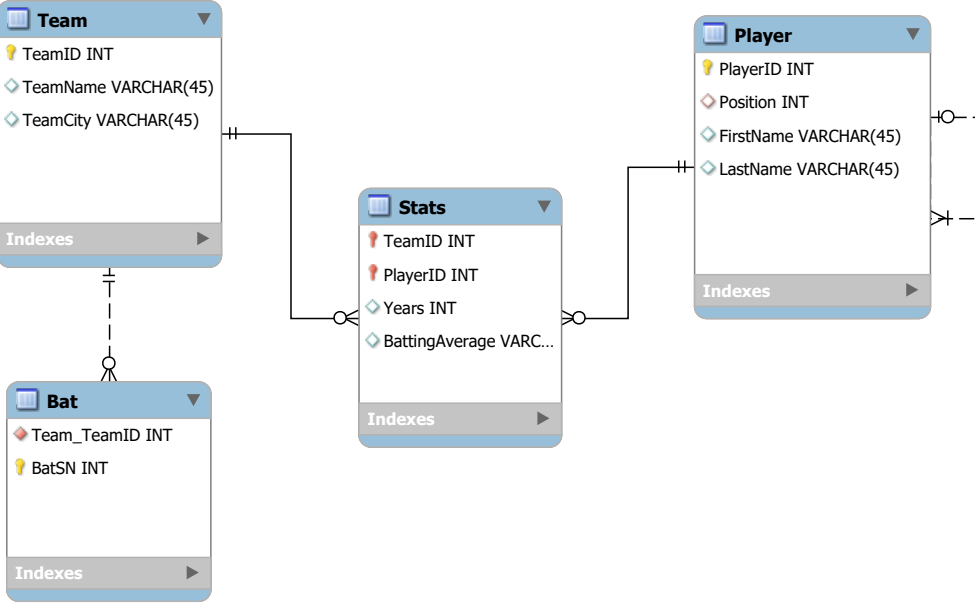 Team
TeamID INT
TeamName VARCHAR(45)
TeamCity VARCHAR(45)
Indexes
Player
PlayerID INT
Position INT
FirstName VARCHAR(45)
LastName VARCHAR(45)
Indexes
Stats
TeamID INT
PlayerID INT
Years INT
BattingAverage VARC...
Indexes
Bat
Team_TeamID INT
BatSN INT
Indexes